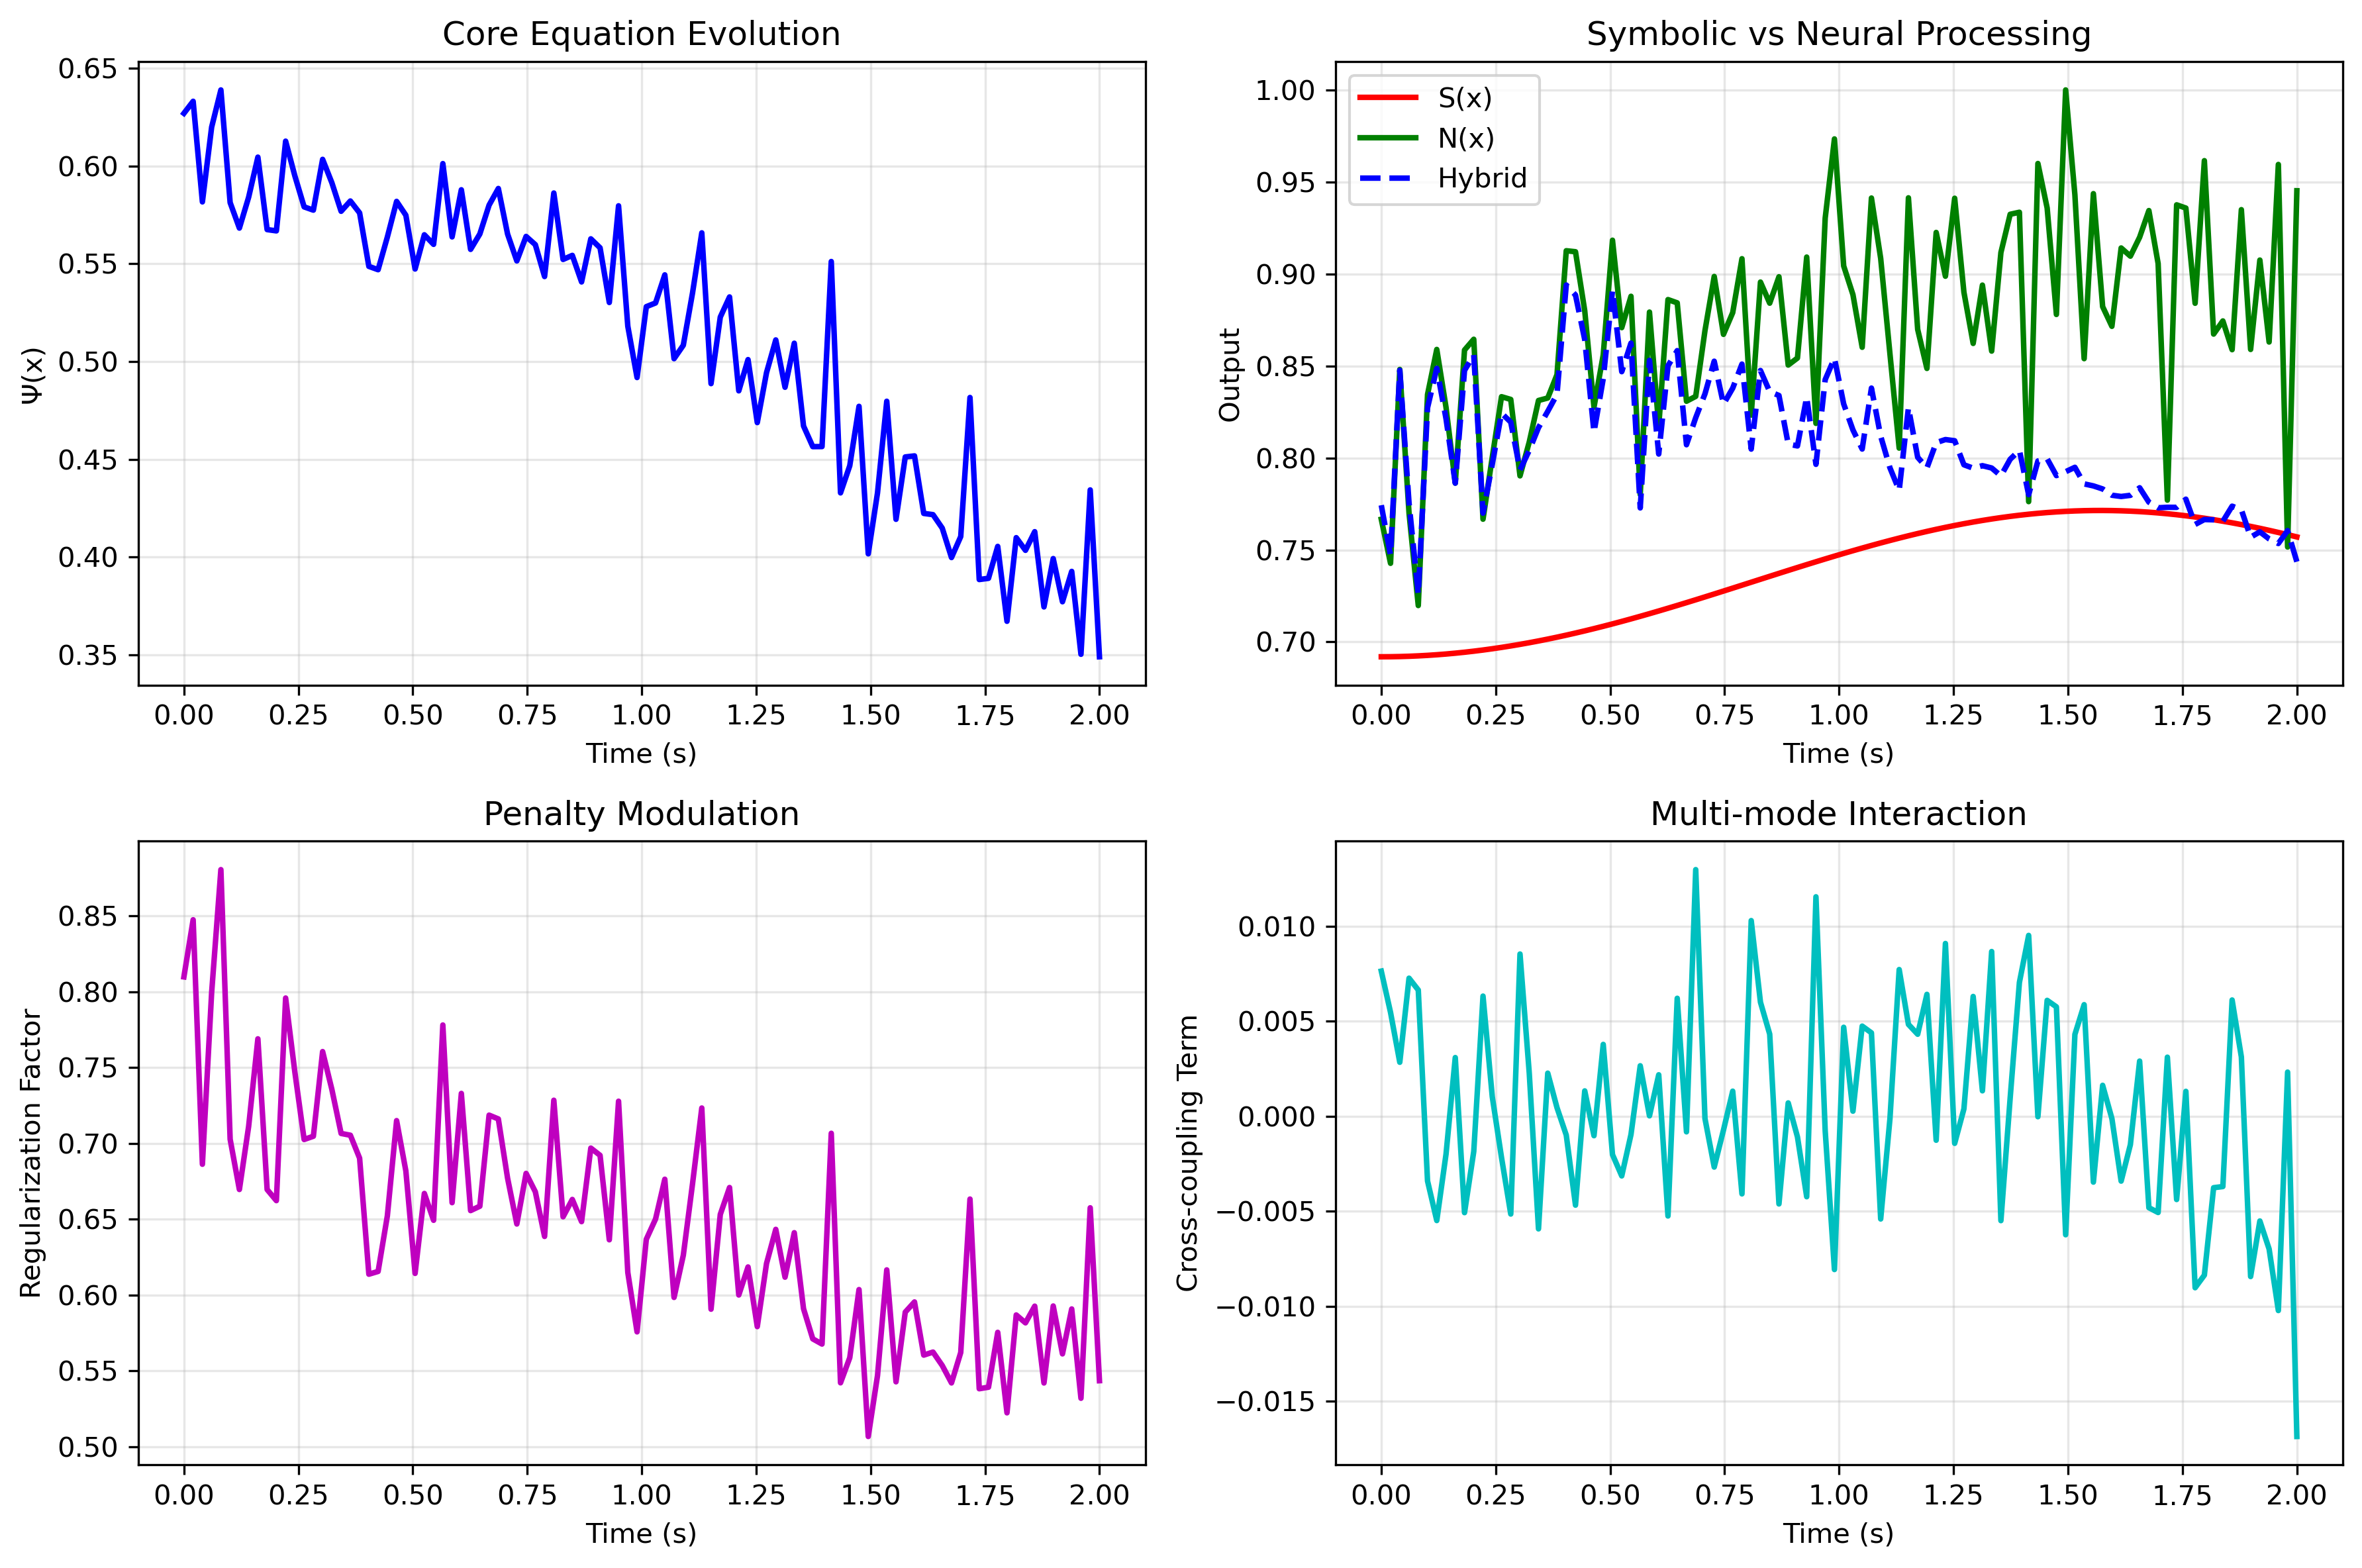 Core Equation Evolution
Ψ(x)
0.65
0.60
0.55
0.50
0.45
0.40
0.35
0.00 0.25 0.50 0.75 1.00 1.25 1.50 1.75 2.00
Time (s)
Symbolic vs Neural Processing
Output
1.00
0.95
0.90
0.85
0.80
0.75
0.70
S(x)
N(x)
Hybrid
0.00 0.25 0.50 0.75 1.00 1.25 1.50 1.75 2.00
Time (s)
Penalty Modulation
Regularization Factor
0.85
0.80
0.75
0.70
0.65
0.60
0.55
0.50
0.00 0.25 0.50 0.75 1.00 1.25 1.50 1.75 2.00
Time (s)
Multi-mode Interaction
Cross-coupling Term
0.010
0.005
0.000
−0.005
−0.010
−0.015
0.00 0.25 0.50 0.75 1.00 1.25 1.50 1.75 2.00
Time (s)